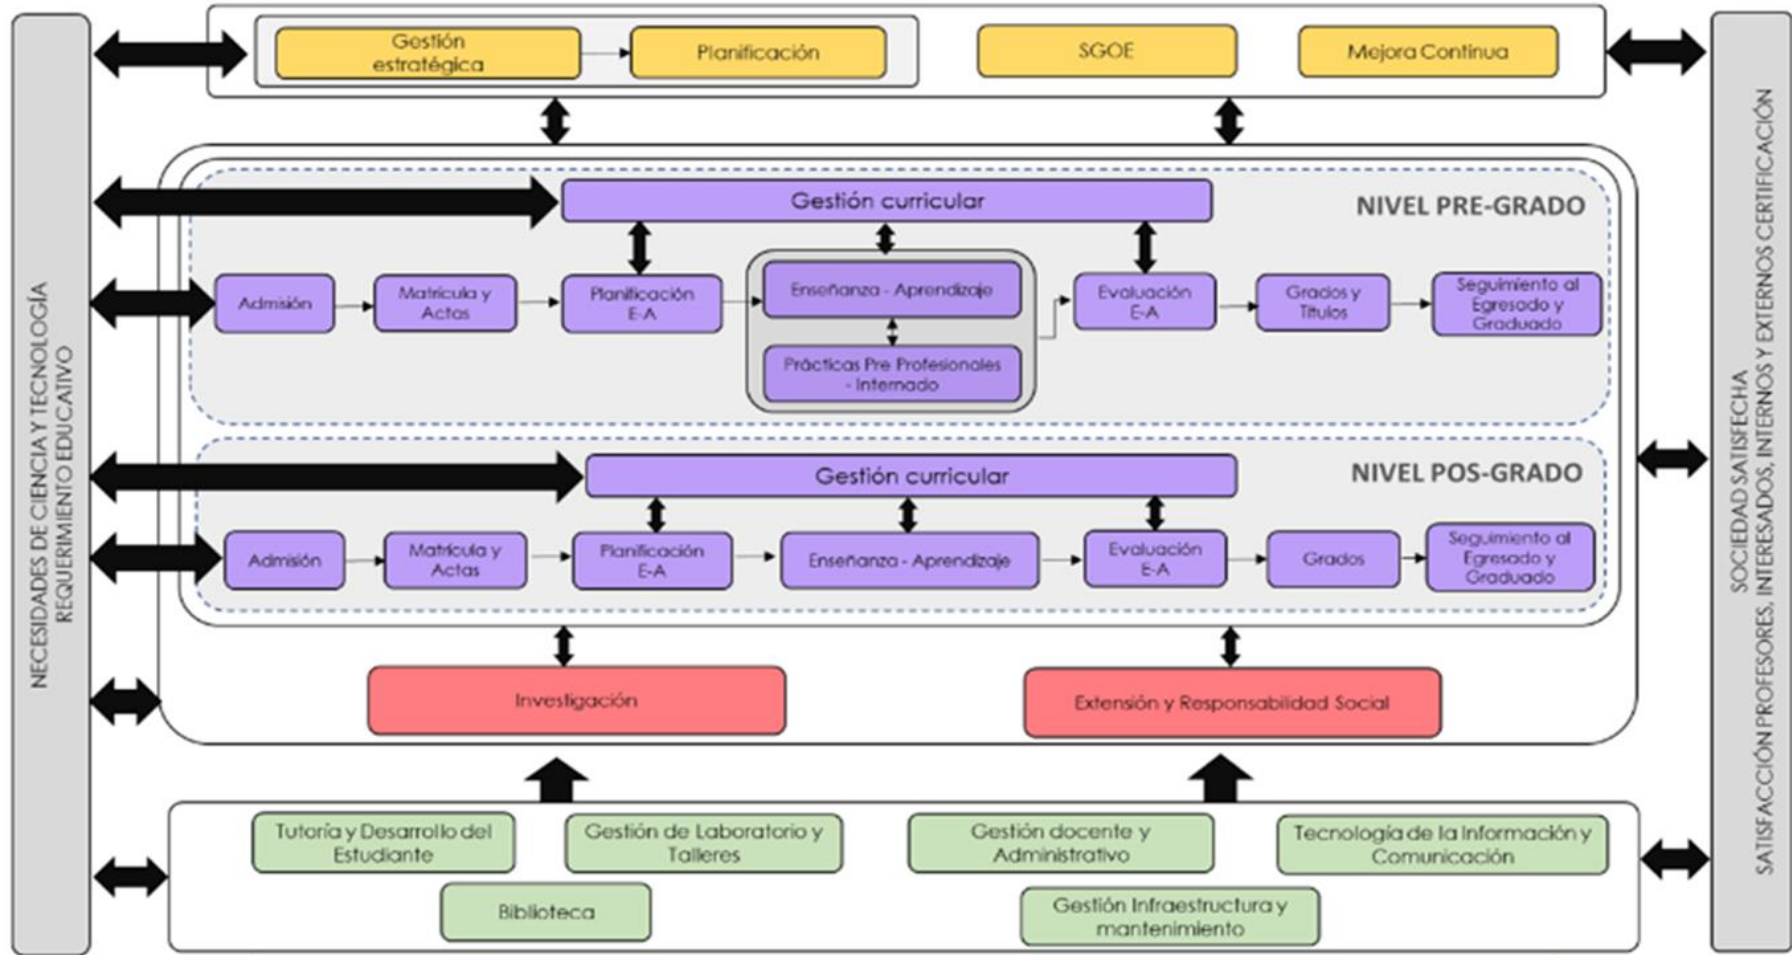 NECESIDADES DE CIENCIA Y TECNOLOGÍA
REQUERIMIENTO EDUCATIVO
Gestión
estratégica
Planificación
SGOE
Mejora Continua
Gestión curricular
NIVEL PRE-GRADO
Admisión
Matrícula y
Actas
Planificación
E-A
Enseñanza - Aprendizaje
Prácticas Pre Profesionales
- Internado
Evaluación
E-A
Grados y
Títulos
Seguimiento al
Egresado y
Graduado
Gestión curricular
NIVEL POS-GRADO
Admisión
Matrícula y
Actas
Planificación
E-A
Enseñanza - Aprendizaje
Evaluación
E-A
Grados
Seguimiento al
Egresado y
Graduado
Investigación
Extensión y Responsabilidad Social
Tutoría y Desarrollo del
Estudiante
Gestión de Laboratorio y
Talleres
Gestión docente y
Administrativo
Tecnología de la Información y
Comunicación
Biblioteca
Gestión Infraestructura y
mantenimiento
SOCIEDAD SATISFECHA
SATISFACCIÓN PROFESORES, INTERESADOS, INTERNOS Y EXTERNOS CERTIFICACIÓN